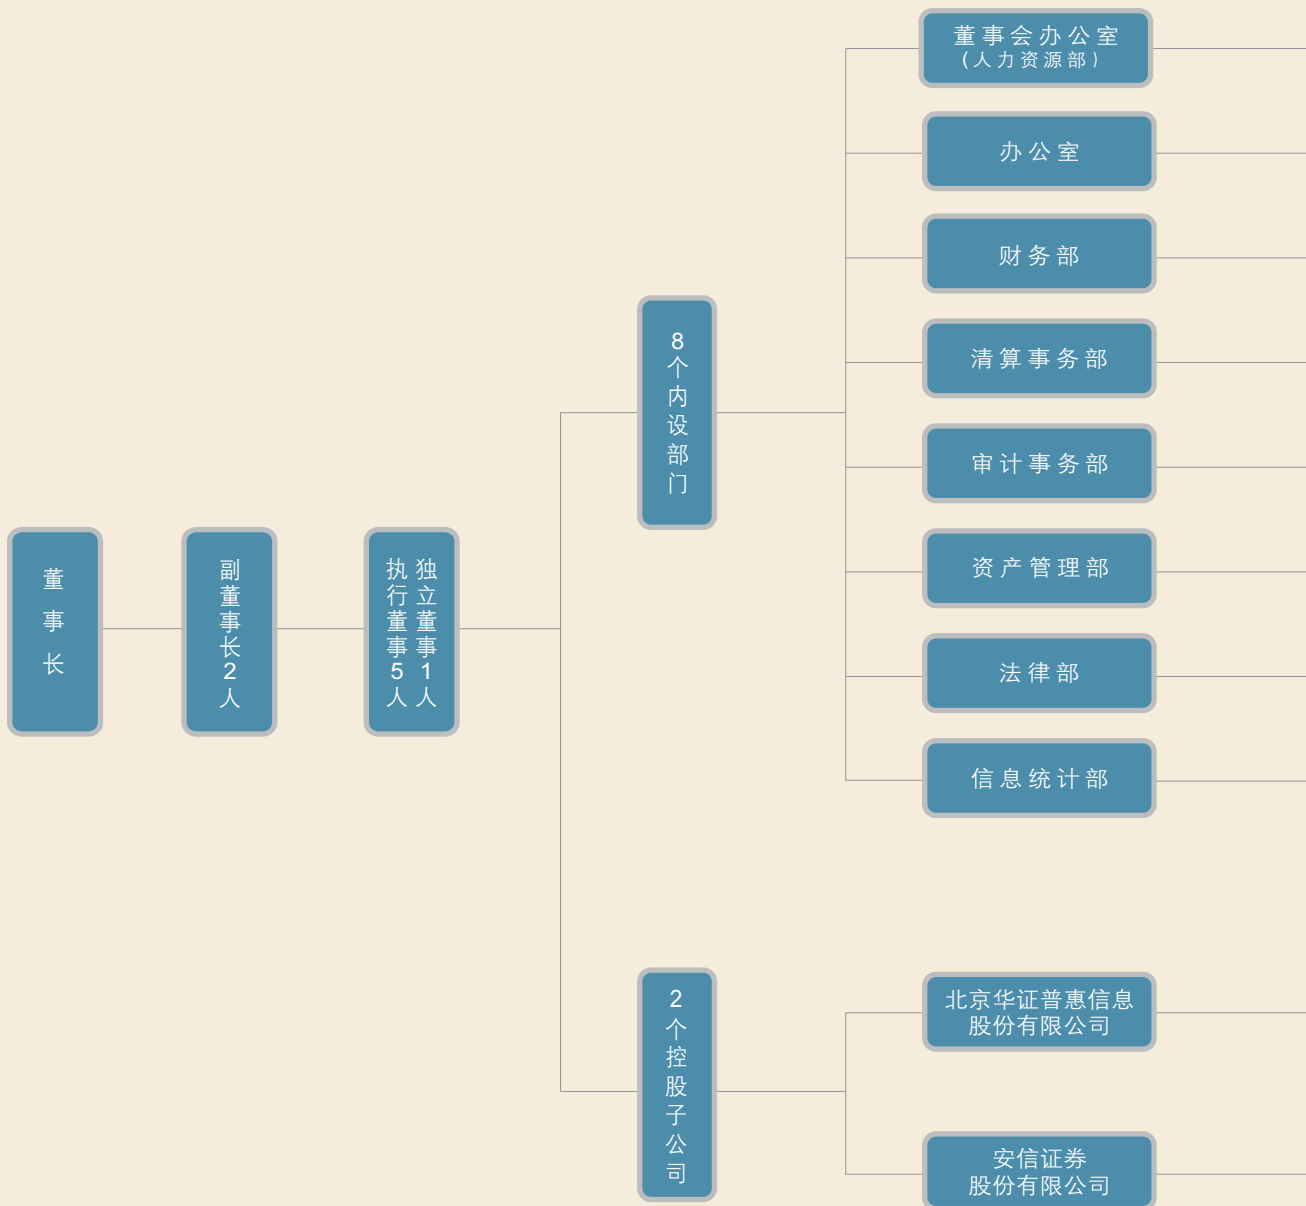 董事长
副董事长2人
独立董事1人
执行董事5人
8个内设部门
董事会办公室
(人力资源部)
办公室
财务部
清算事务部
审计事务部
资产管理部
法律部
信息统计部
2个控股子公司
北京华证普惠信息
股份有限公司
安信证券
股份有限公司